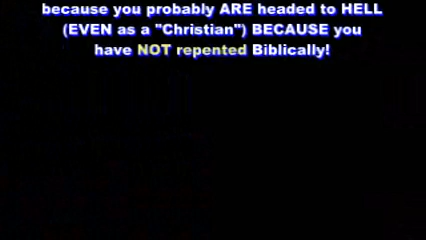 because you probably ARE headed to HELL
(EVEN as a "Christian") BECAUSE you
have NOT repented Biblically!